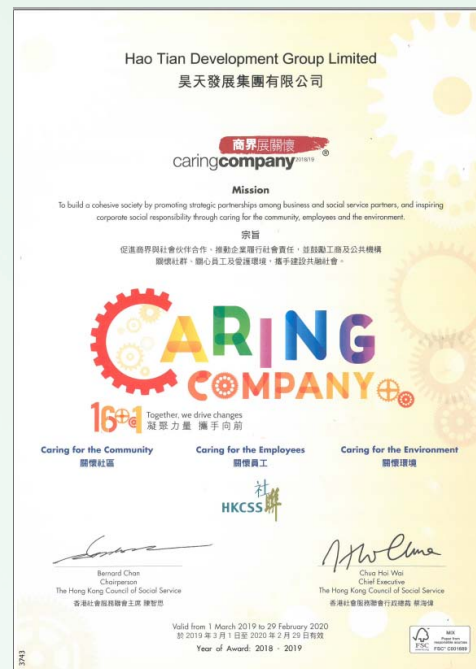 Hao Tian Development Group Limited
昊天發展集團有限公司
商界展關懷
caringcompany 2018/19 ®
Mission
To build a cohesive society by promoting strategic partnerships among business and social service partners, and inspiring
corporate social responsibility through caring for the community, employees and the environment.
宗旨
促進商界與社會伙伴合作，推動企業履行社會責任，並鼓勵工商及公共機構
關懷社群、關心員工及愛護環境，攜手建設共融社會。
CARING
COMPANY
16+1
Together, we drive changes
凝聚力量 攜手向前
Caring for the Community
關懷社區
Caring for the Employees
關懷員工
Caring for the Environment
關懷環境
HKCSS 社聯
Bernard Chan
Chairperson
The Hong Kong Council of Social Service
香港社會服務聯會主席 陳智思
Chua Hoi Wai
Chief Executive
The Hong Kong Council of Social Service
香港社會服務聯會行政總裁 蔡海偉
Valid from 1 March 2019 to 29 February 2020
於 2019 年 3 月 1 日至 2020 年 2 月 29 日有效
Year of Award: 2018 - 2019
3743
FSC
MIX
Paper from
responsible sources